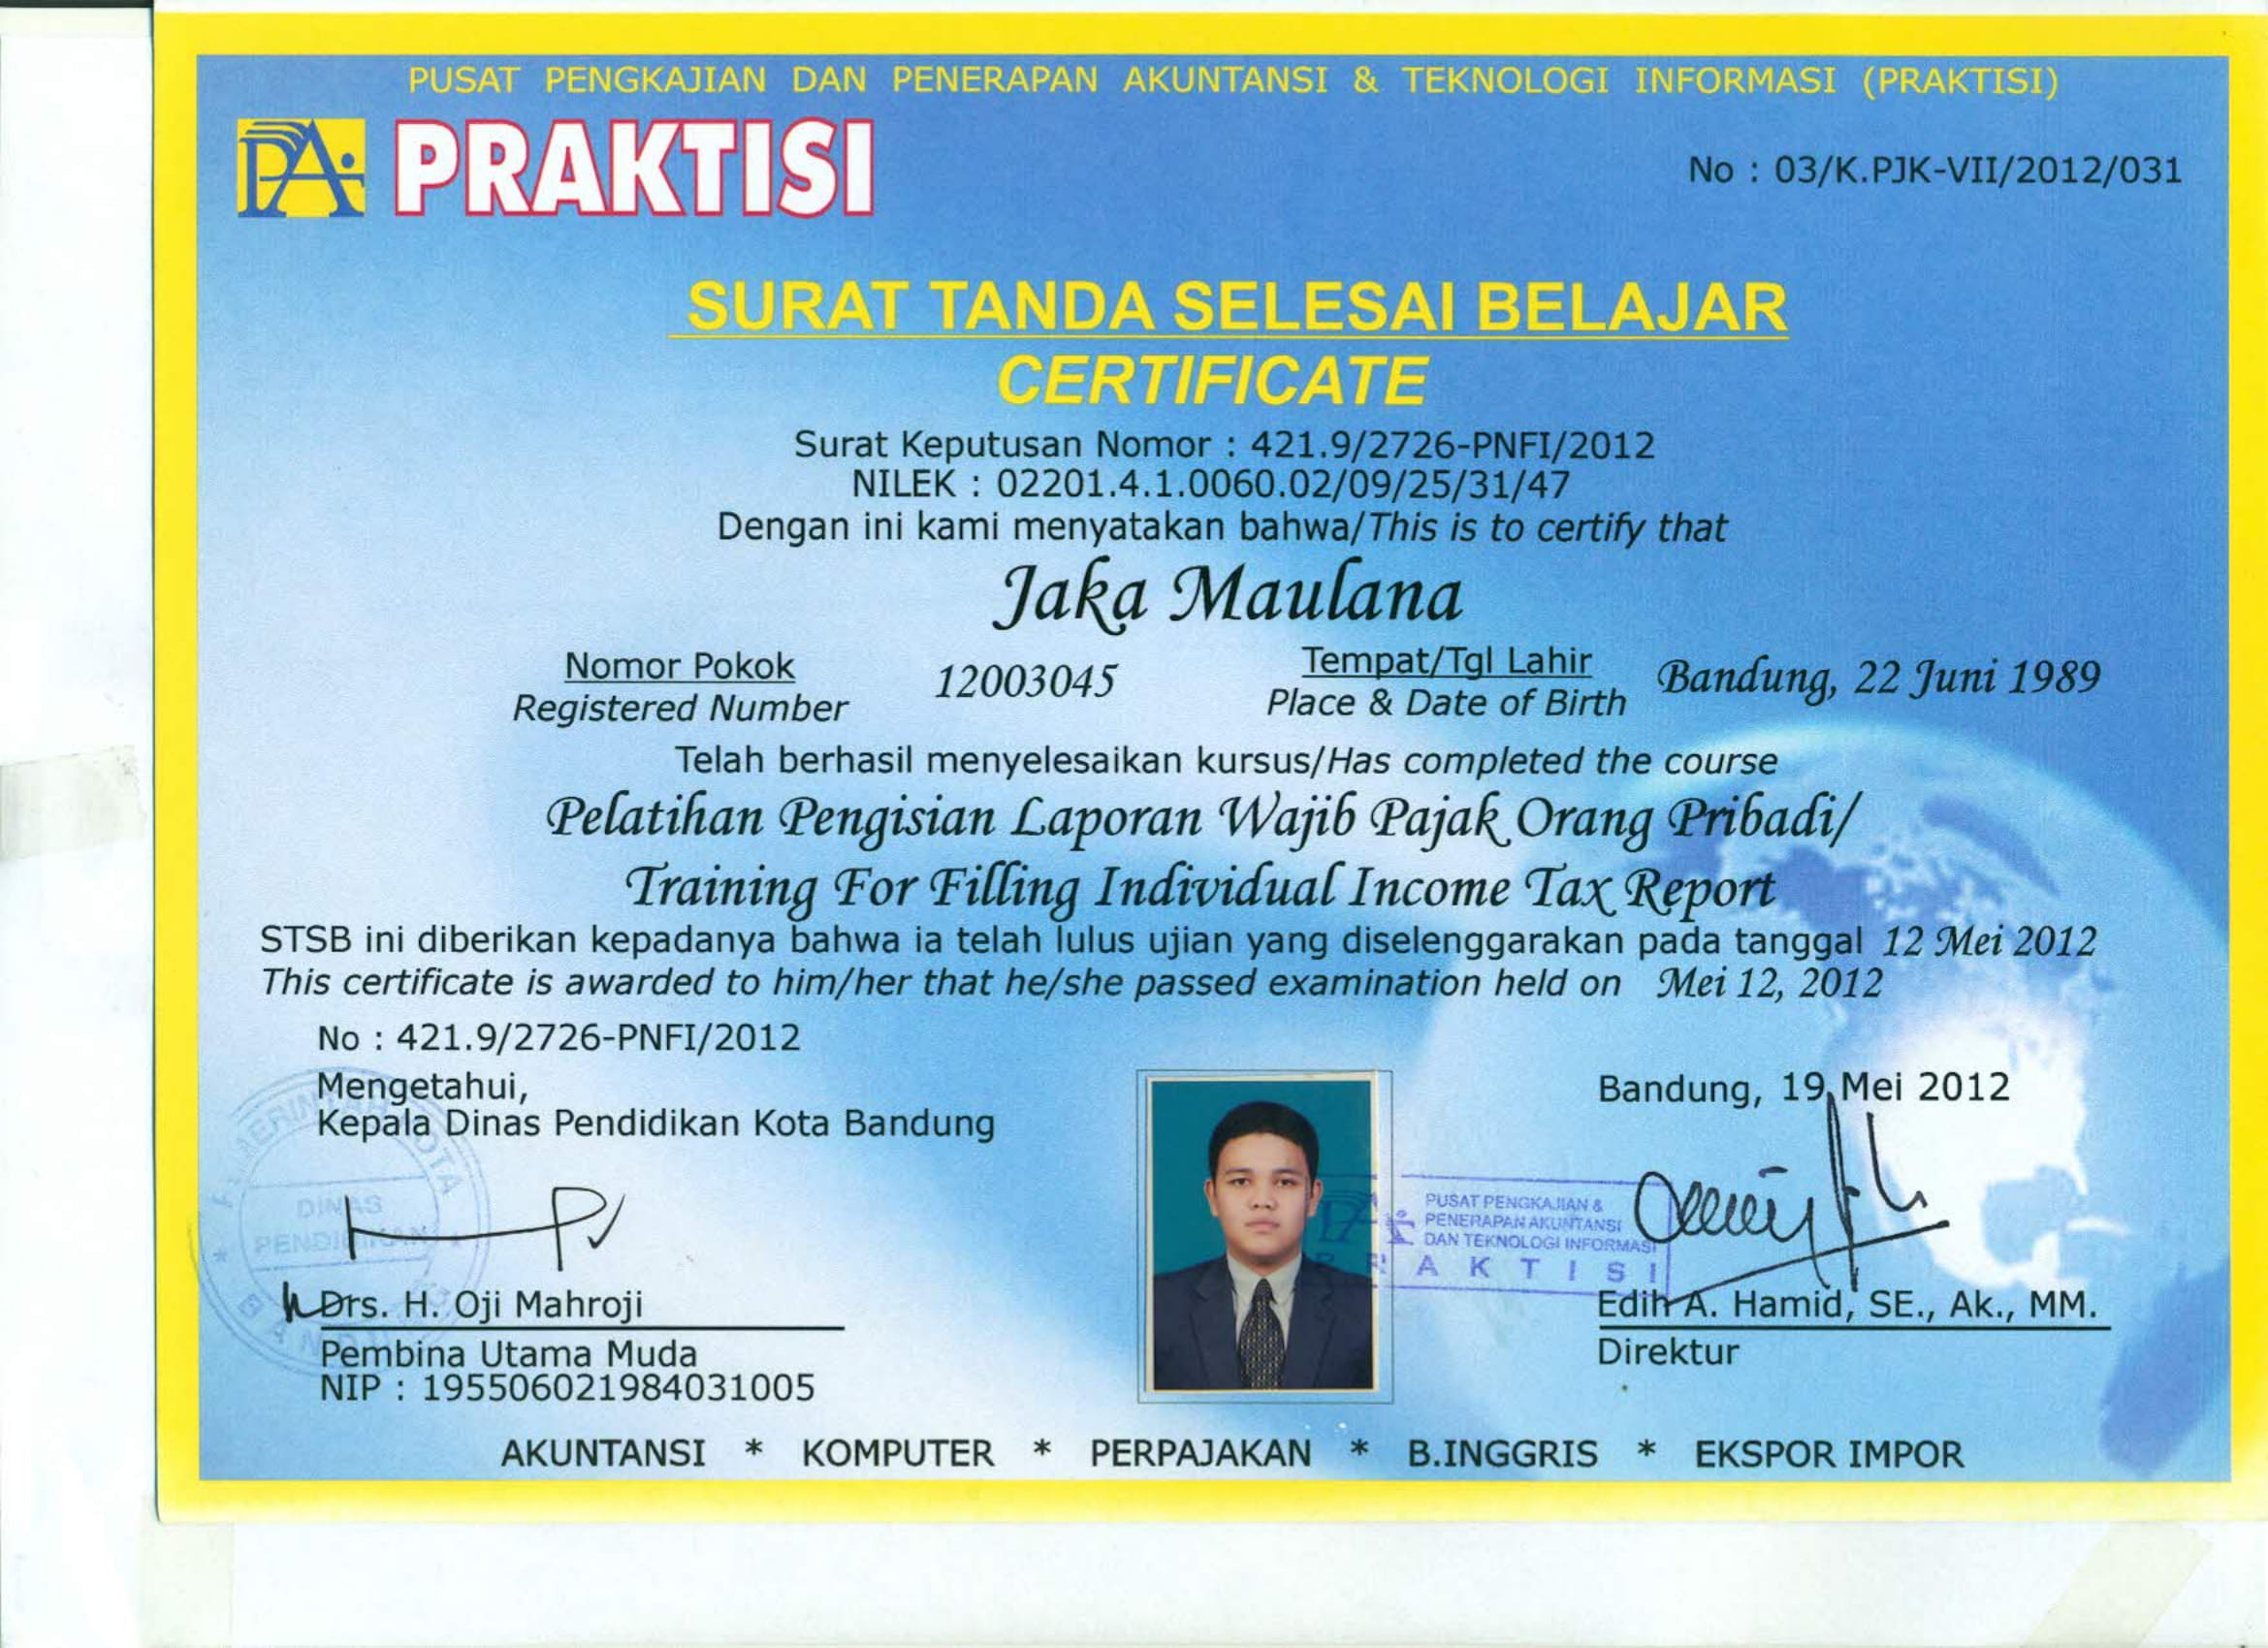 PUSAT PENGKAJIAN DAN PENERAPAN AKUNTANSI & TEKNOLOGI INFORMASI (PRAKTISI)
PA PRAKTISI
No : 03/K.PJK-VII/2012/031
SURAT TANDA SELESAI BELAJAR
CERTIFICATE
Surat Keputusan Nomor : 421.9/2726-PNFI/2012
NILEK : 02201.4.1.0060.02/09/25/31/47
Dengan ini kami menyatakan bahwa/This is to certify that
Jaka Maulana
Nomor Pokok
Registered Number
12003045
Tempat/Tgl Lahir
Place & Date of Birth
Bandung, 22 Juni 1989
Telah berhasil menyelesaikan kursus/Has completed the course
Pelatihan Pengisian Laporan Wajib Pajak Orang Pribadi/
Training For Filling Individual Income Tax Report
STSB ini diberikan kepadanya bahwa ia telah lulus ujian yang diselenggarakan pada tanggal 12 Mei 2012
This certificate is awarded to him/her that he/she passed examination held on Mei 12, 2012
No : 421.9/2726-PNFI/2012
Mengetahui,
Kepala Dinas Pendidikan Kota Bandung
DINAS
PENDIDIKAN
Drs. H. Oji Mahroji
Pembina Utama Muda
NIP : 195506021984031005
PUSAT PENGKAJIAN &
PENERAPAN AKUNTANSI
DAN TEKNOLOGI INFORMASI
P R A K T I S I
Bandung, 19 Mei 2012
Edih A. Hamid, SE., Ak., MM.
Direktur
AKUNTANSI * KOMPUTER * PERPAJAKAN * B.INGGRIS * EKSPOR IMPOR